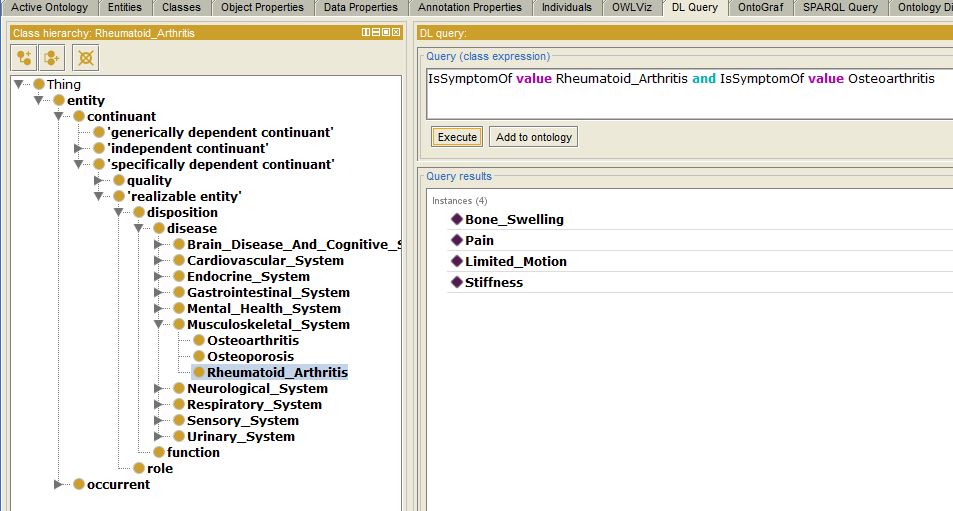 Active Ontology Entities Classes Object Properties Data Properties Annotation Properties Individuals OWLViz DL Query OntoGraf SPARQL Query Ontology Di
Class hierarchy: Rheumatoid_Arthritis
Thing
entity
continuant
'generically dependent continuant'
'independent continuant'
'specifically dependent continuant'
quality
'realizable entity'
disposition
disease
Brain_Disease_And_Cognitive_S
Cardiovascular_System
Endocrine_System
Gastrointestinal_System
Mental_Health_System
Musculoskeletal_System
Osteoarthritis
Osteoporosis
Rheumatoid_Arthritis
Neurological_System
Respiratory_System
Sensory_System
Urinary_System
function
role
occurrent
DL query:
Query (class expression)
IsSymptomOf value Rheumatoid_Arthritis and IsSymptomOf value Osteoarthritis
Execute Add to ontology
Query results
Instances (4)
Bone_Swelling
Pain
Limited_Motion
Stiffness